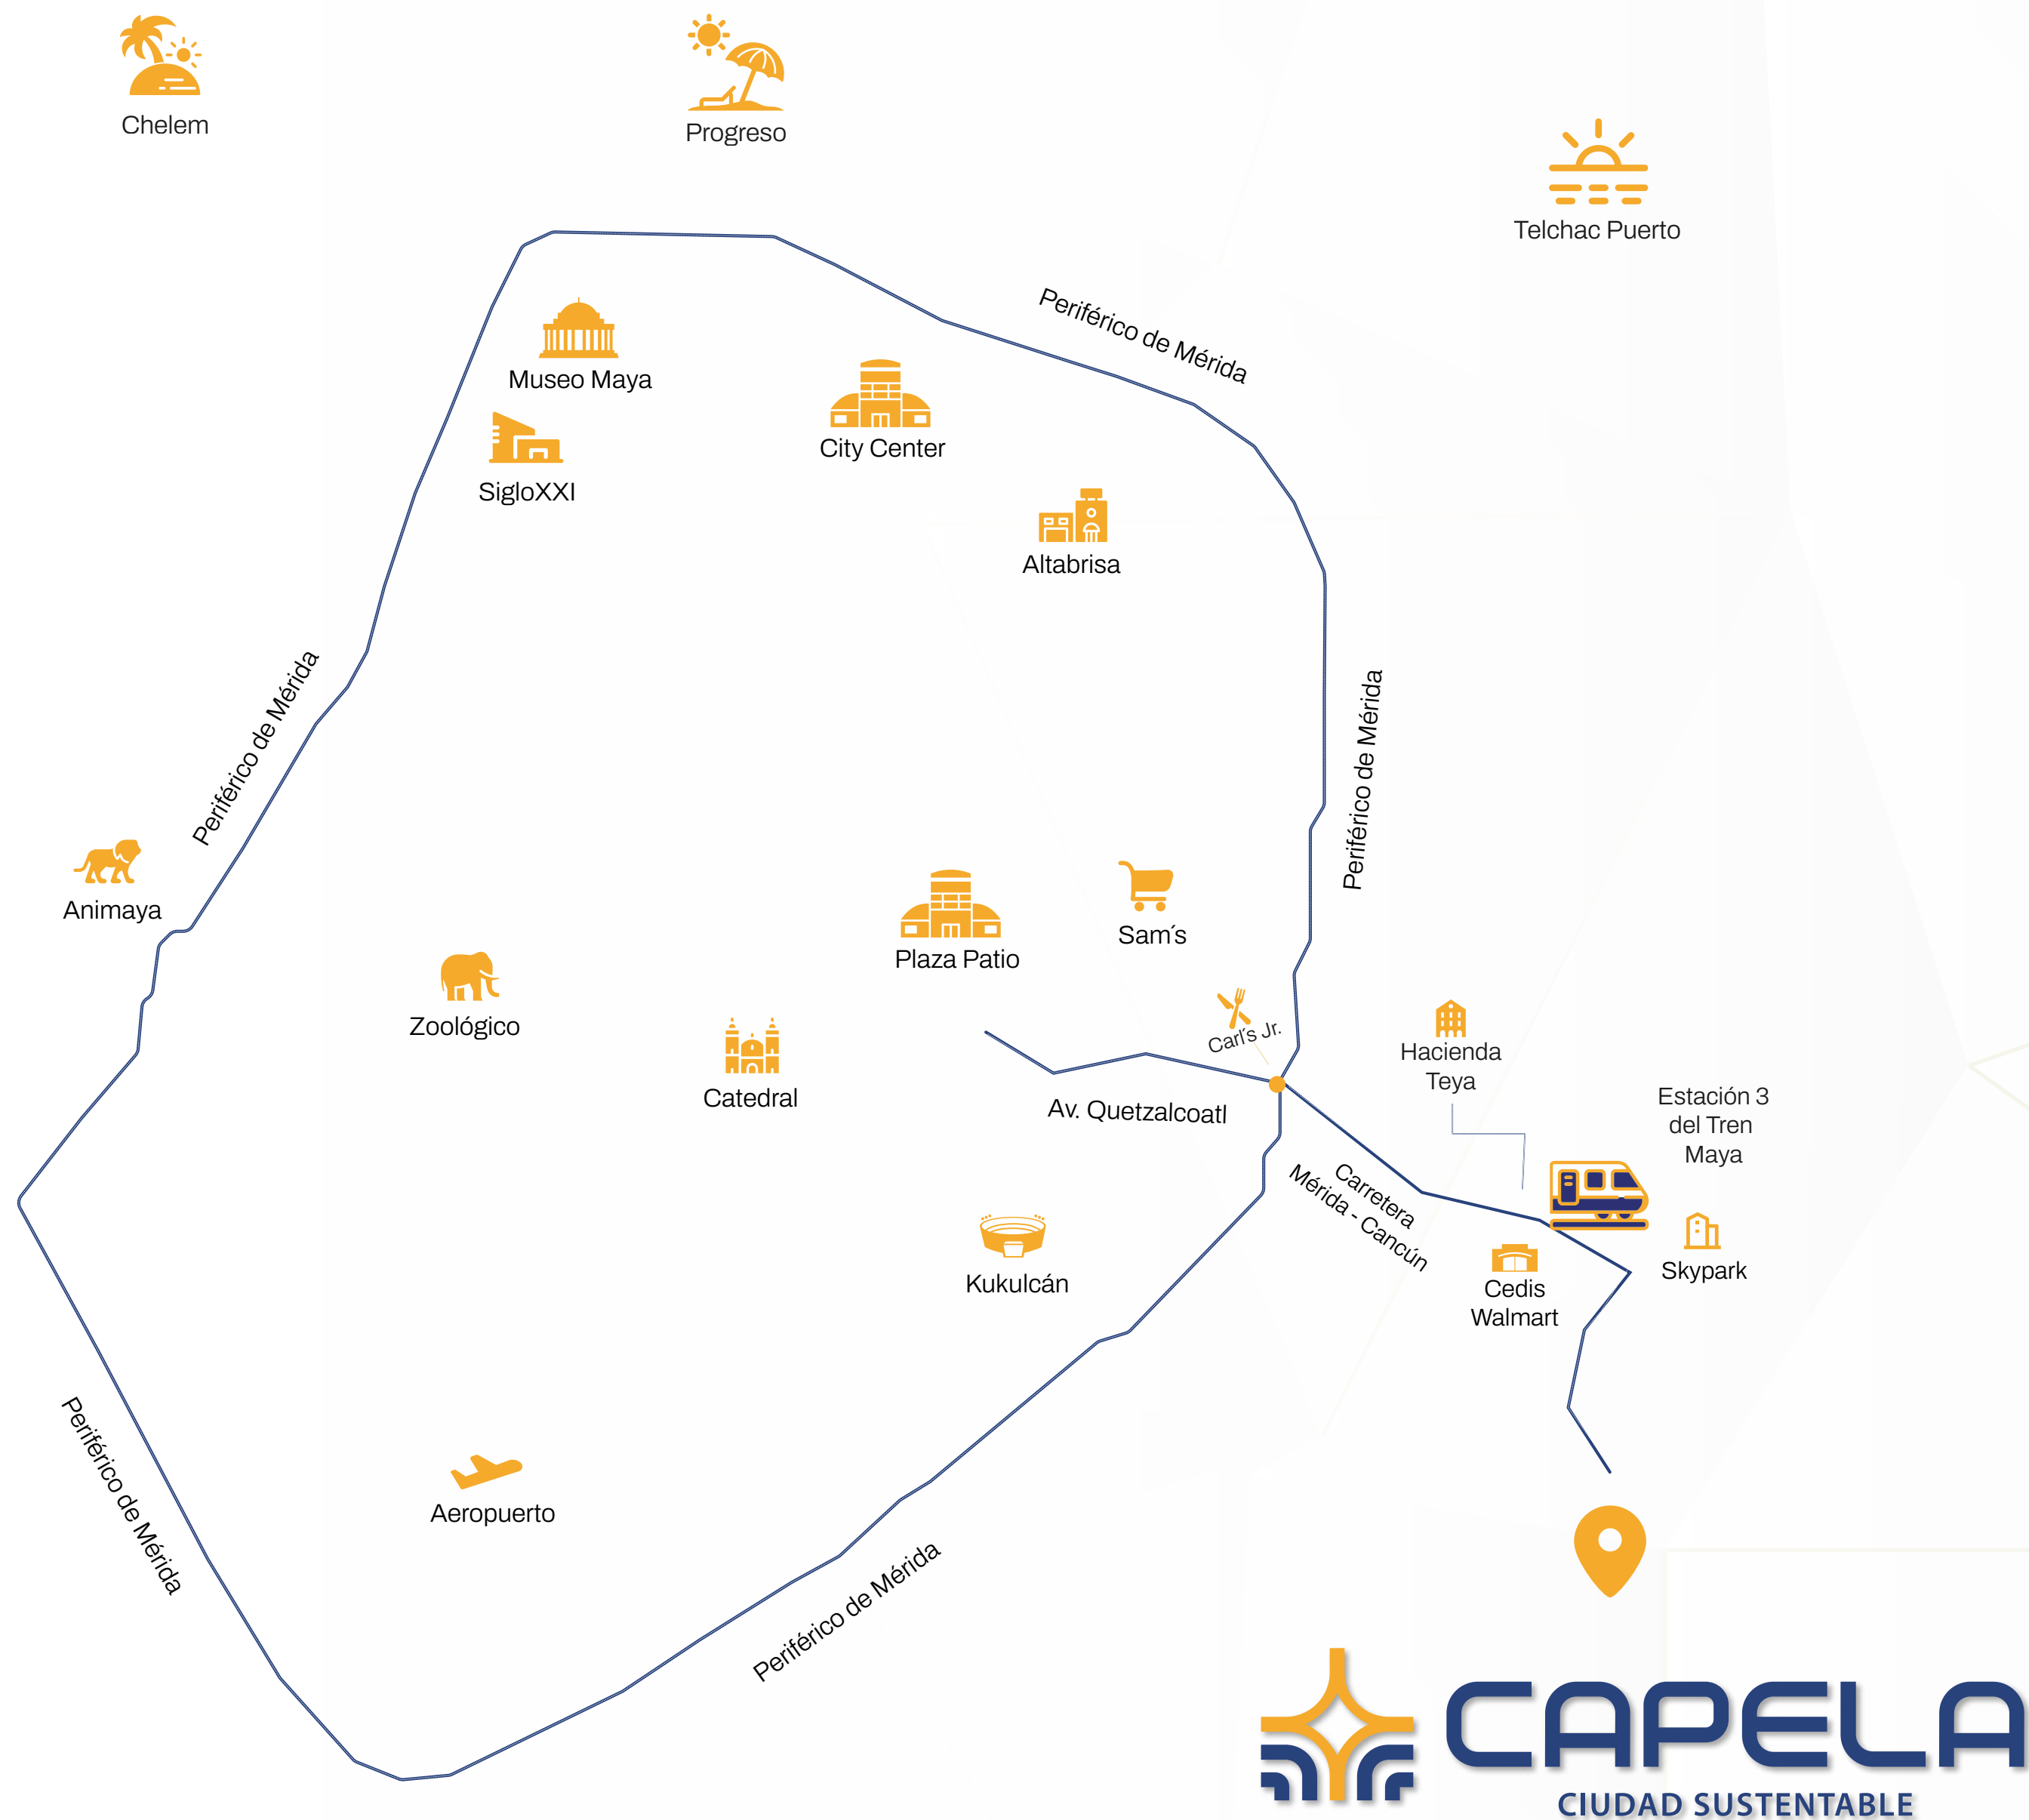 Chelem
Progreso
Telchac Puerto
Periférico de Mérida
Museo Maya
City Center
SigloXXI
Altabrisa
Periférico de Mérida
Periférico de Mérida
Animaya
Sam´s
Plaza Patio
Zoológico
Carl´s Jr.
Hacienda
Teya
Catedral
Av. Quetzalcoatl
Estación 3
del Tren
Maya
Carretera
Mérida - Cancún
Kukulcán
Skypark
Cedis
Walmart
Periférico de Mérida
Aeropuerto
Periférico de Mérida
CAPELA
CIUDAD SUSTENTABLE